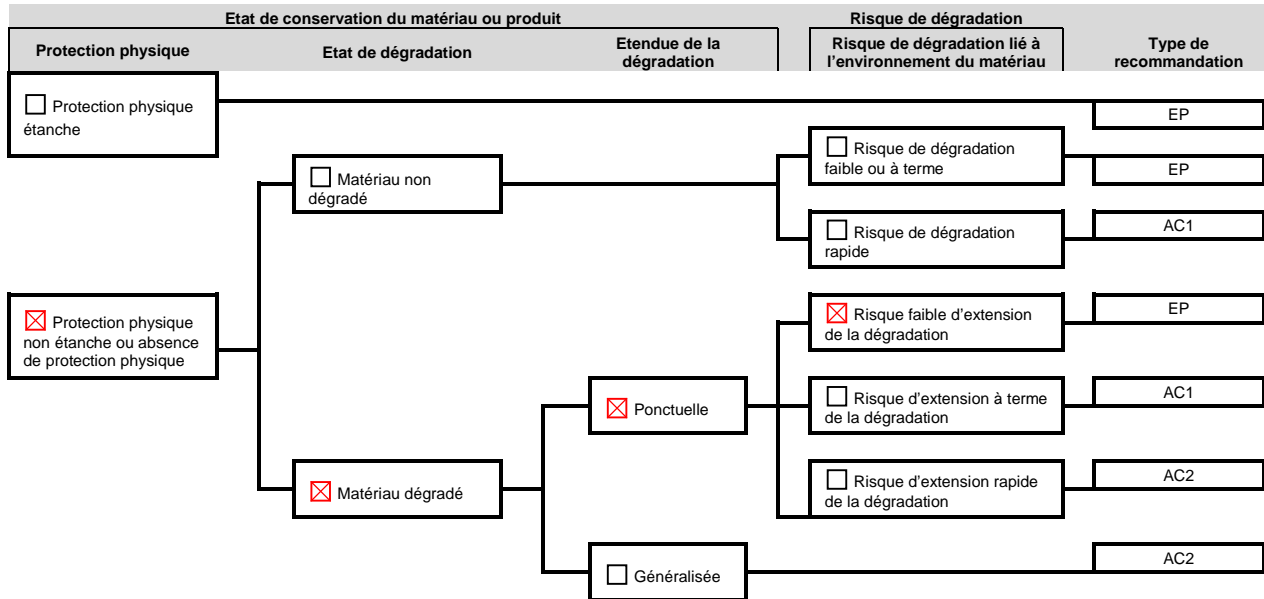 Etat de conservation du matériau ou produit
Risque de dégradation
Protection physique
Etat de dégradation
Etendue de la
dégradation
Risque de dégradation lié à
l'environnement du matériau
Type de
recommandation
Protection physique
étanche
EP
Matériau non
dégradé
Risque de dégradation
faible ou à terme
EP
Risque de dégradation
rapide
AC1
Protection physique
non étanche ou absence
de protection physique
Risque faible d'extension
de la dégradation
EP
Ponctuelle
Risque d'extension à terme
de la dégradation
AC1
Matériau dégradé
Risque d'extension rapide
de la dégradation
AC2
Généralisée
AC2